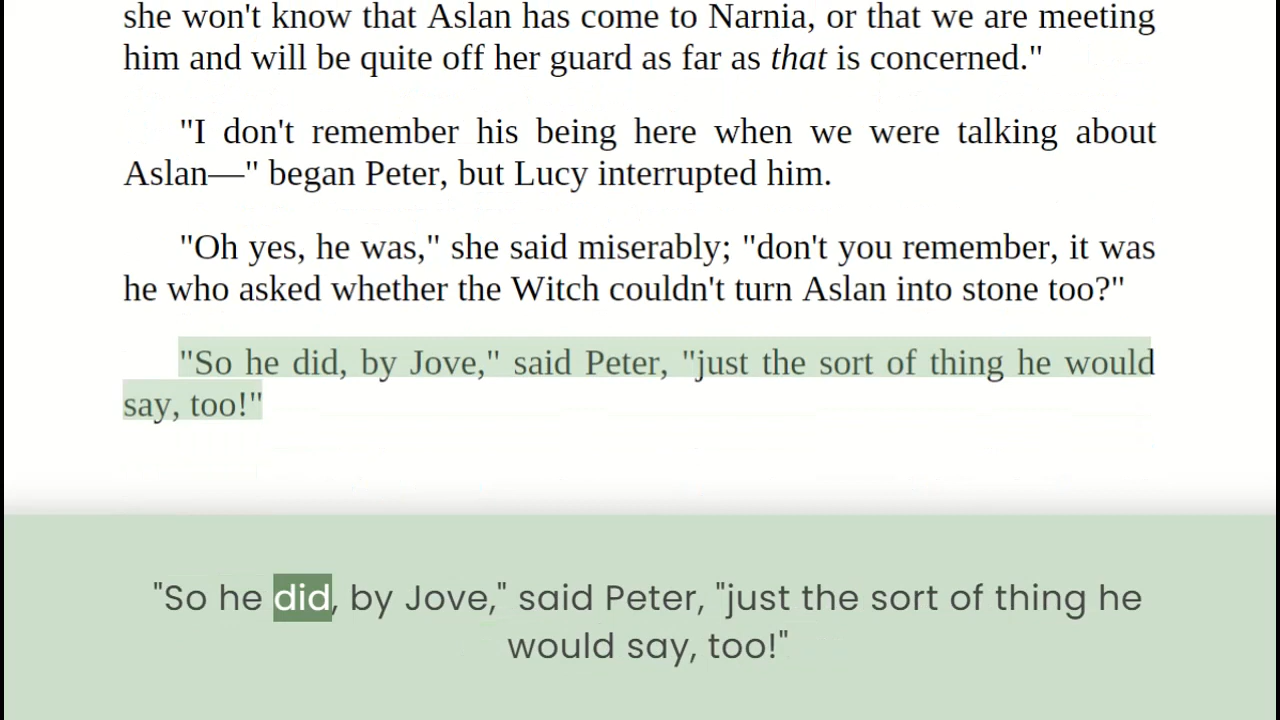 she won't know that Aslan has come to Narnia, or that we are meeting
him and will be quite off her guard as far as that is concerned."
"I don't remember his being here when we were talking about
Aslan—" began Peter, but Lucy interrupted him.
"Oh yes, he was," she said miserably; "don't you remember, it was
he who asked whether the Witch couldn't turn Aslan into stone too?"
"So he did, by Jove," said Peter, "just the sort of thing he would
say, too!"
"So he did, by Jove," said Peter, "just the sort of thing he
would say, too!"